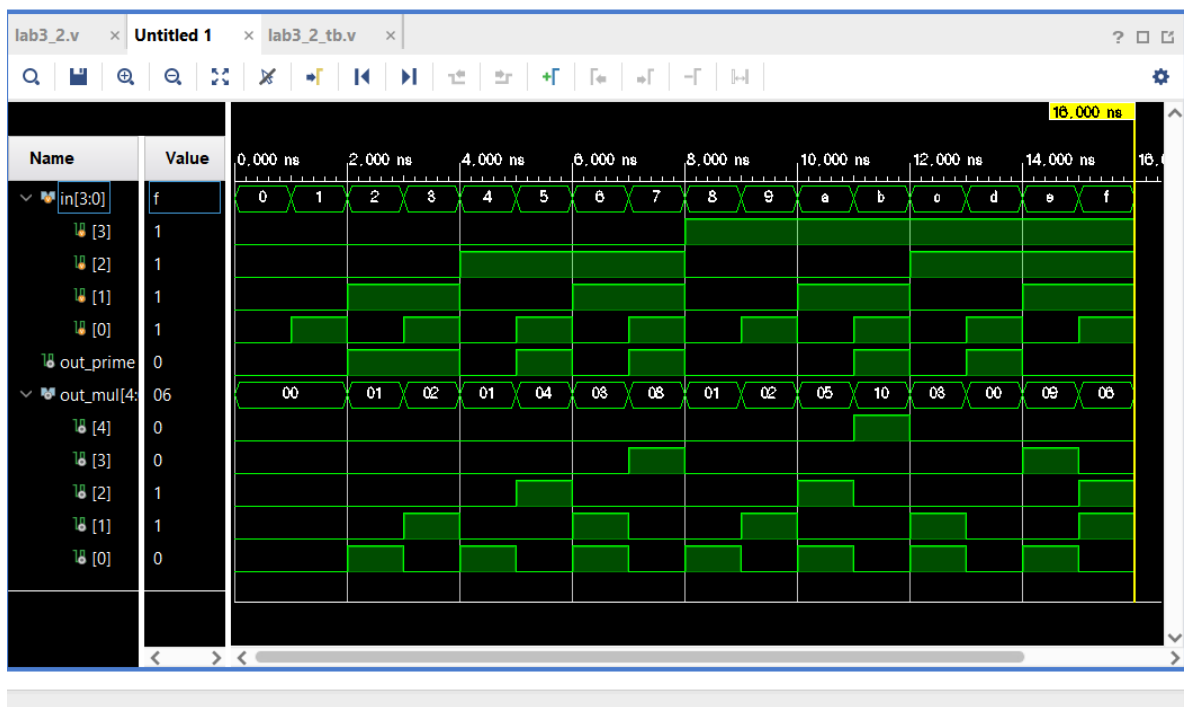 lab3_2.v × Untitled 1 × lab3_2_tb.v × ?
16.000 ns
Name Value 0.000 ns 2.000 ns 4.000 ns 6.000 ns 8.000 ns 10.000 ns 12.000 ns 14.000 ns 16.
in[3:0] f 0 1 2 3 4 5 6 7 8 9 a b c d e f
[3] 1
[2] 1
[1] 1
[0] 1
out_prime 0
out_mul[4: 06 00 01 02 01 04 03 08 01 02 05 10 03 00 09 06
[4] 0
[3] 0
[2] 1
[1] 1
[0] 0